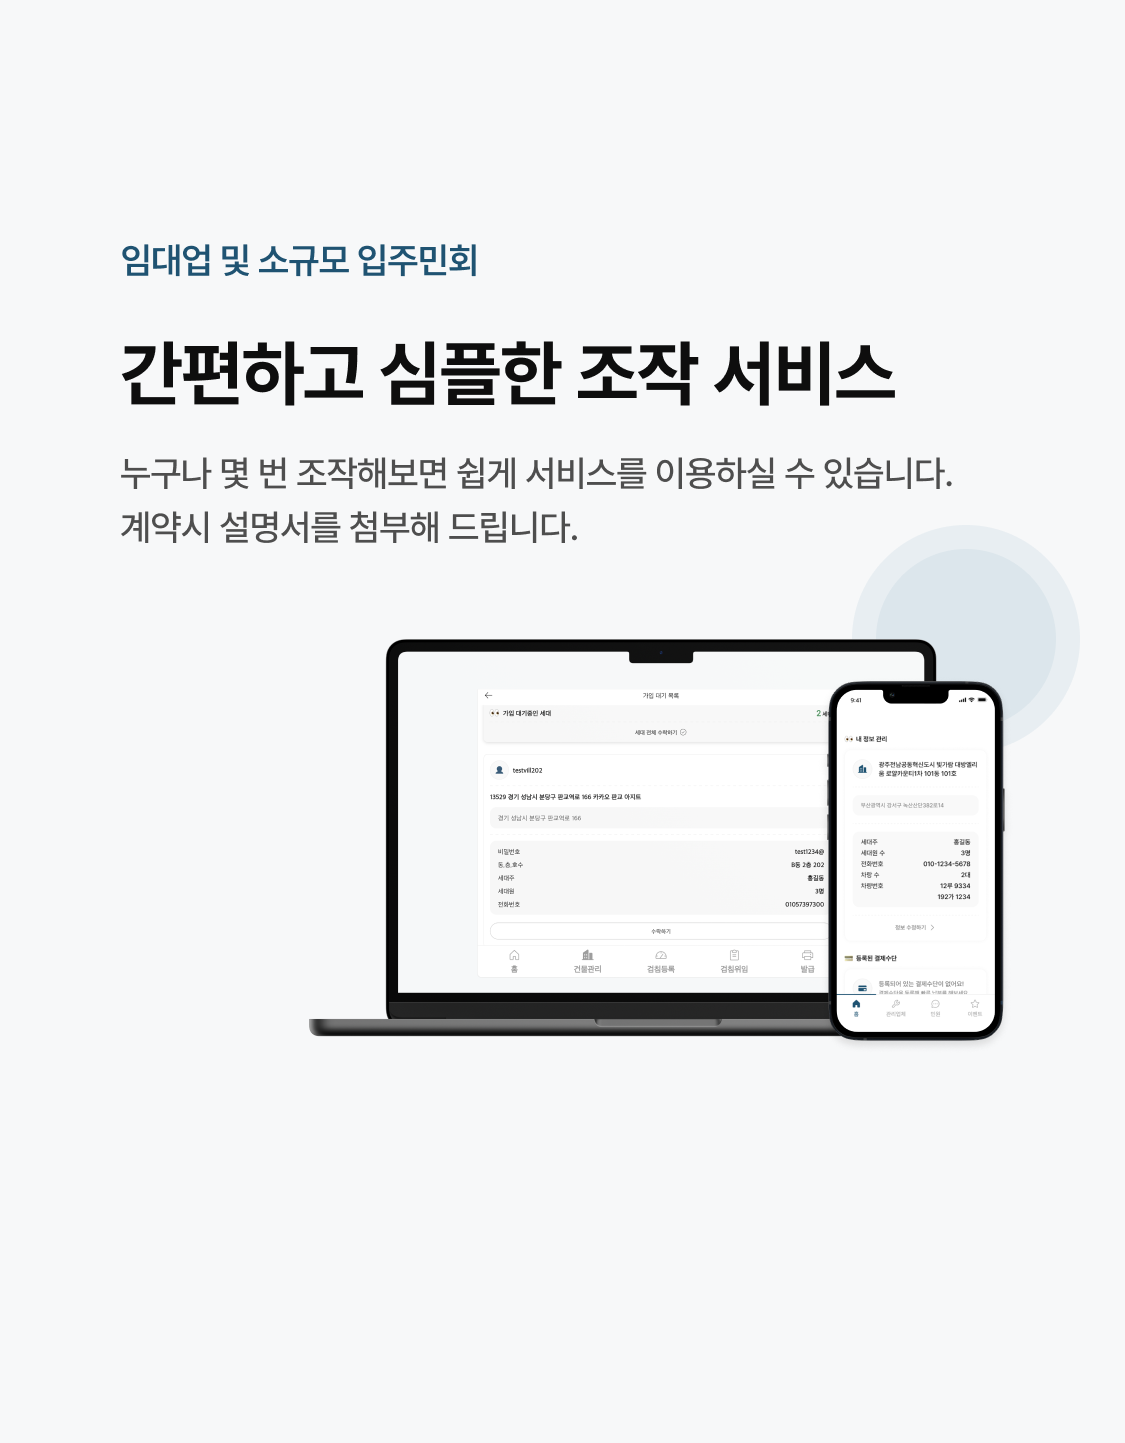 임대업 및 소규모 입주민회
간편하고 심플한 조작 서비스
누구나 몇 번 조작해보면 쉽게 서비스를 이용하실 수 있습니다.
계약시 설명서를 첨부해 드립니다.
가입 대기 목록
가입 대기중인 세대
2
세대 전체 수락하기
testvill202
13529 경기 성남시 분당구 판교역로 166 카카오 판교 아지트
경기 성남시 분당구 판교역로 166
비밀번호 test1234@
동,층,호수 B동 2층 202
세대주 홍길동
세대원 3명
전화번호 01057397300
수락하기
홈 건물관리 검침등록 검침위임 발급
9:41
내 정보 관리
광주전남공동혁신도시 빛가람 대방엘리
움 로얄카운티1차 101동 101호
부산광역시 강서구 녹산산단382로14
세대주 홍길동
세대원 수 3명
전화번호 010-1234-5678
차량 수 2대
차량번호 12루 9334
192가 1234
정보 수정하기
등록된 결제수단
등록되어 있는 결제수단이 없어요!
홈 관리업체 민원 이벤트